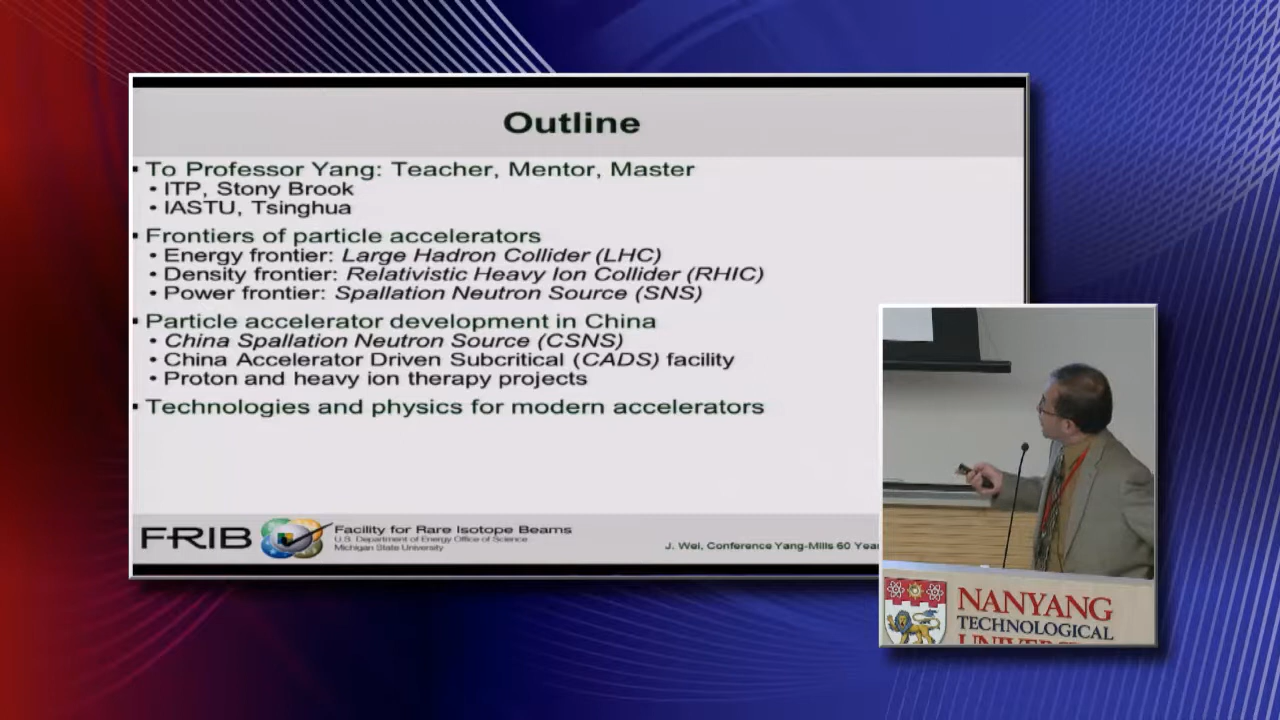 Outline
To Professor Yang: Teacher, Mentor, Master
• ITP, Stony Brook
• IASTU, Tsinghua
Frontiers of particle accelerators
• Energy frontier: Large Hadron Collider (LHC)
• Density frontier: Relativistic Heavy Ion Collider (RHIC)
• Power frontier: Spallation Neutron Source (SNS)
Particle accelerator development in China
• China Spallation Neutron Source (CSNS)
• China Accelerator Driven Subcritical (CADS) facility
• Proton and heavy ion therapy projects
Technologies and physics for modern accelerators
FRIB
Facility for Rare Isotope Beams
U.S. Department of Energy Office of Science
Michigan State University
J. Wei, Conference Yang-Mills 60 Year
NANYANG
TECHNOLOGICAL
UNIVERSITY